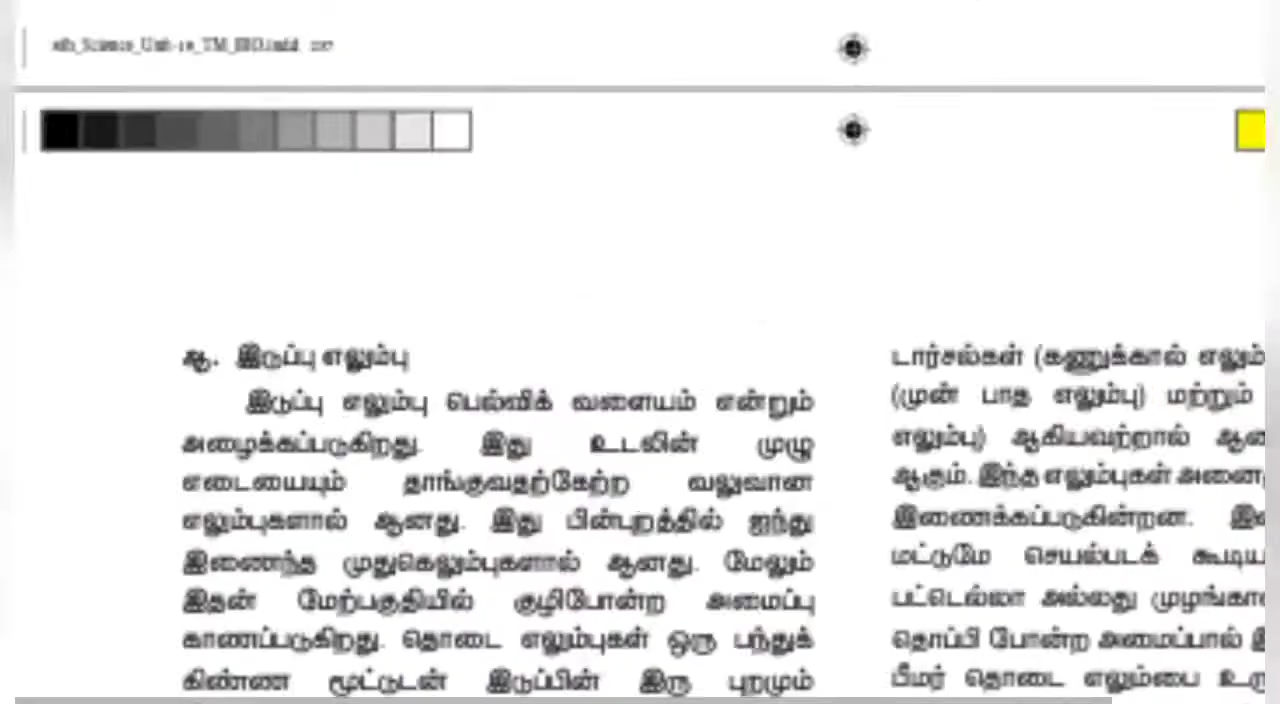 ஆ. இடுப்பு எலும்பு
இடுப்பு எலும்பு பெல்விக் வளையம் என்றும்
அழைக்கப்படுகிறது. இது உடலின் முழு
எடையையும் தாங்குவதற்கேற்ற வலுவான
எலும்புகளால் ஆனது. இது பின்புறத்தில் ஐந்து
இணைந்த முதுகெலும்புகளால் ஆனது. மேலும்
இதன் மேற்பகுதியில் குழிபோன்ற அமைப்பு
காணப்படுகிறது. தொடை எலும்புகள் ஒரு பந்துக்
கிண்ண மூட்டுடன் இடுப்பின் இரு புறமும்
டார்சல்கள் (கணுக்கால்
(முன் பாத எலும்பு) மற்றும்
எலும்பு) ஆகியவற்றால்
ஆகும். இந்த எலும்புகள்
இணைக்கப்படுகின்றன.
மட்டுமே செயல்படக்
பட்டெல்லா அல்லது
தொப்பி போன்ற அமைப்பால்
பீமர் தொடை எலும்பை